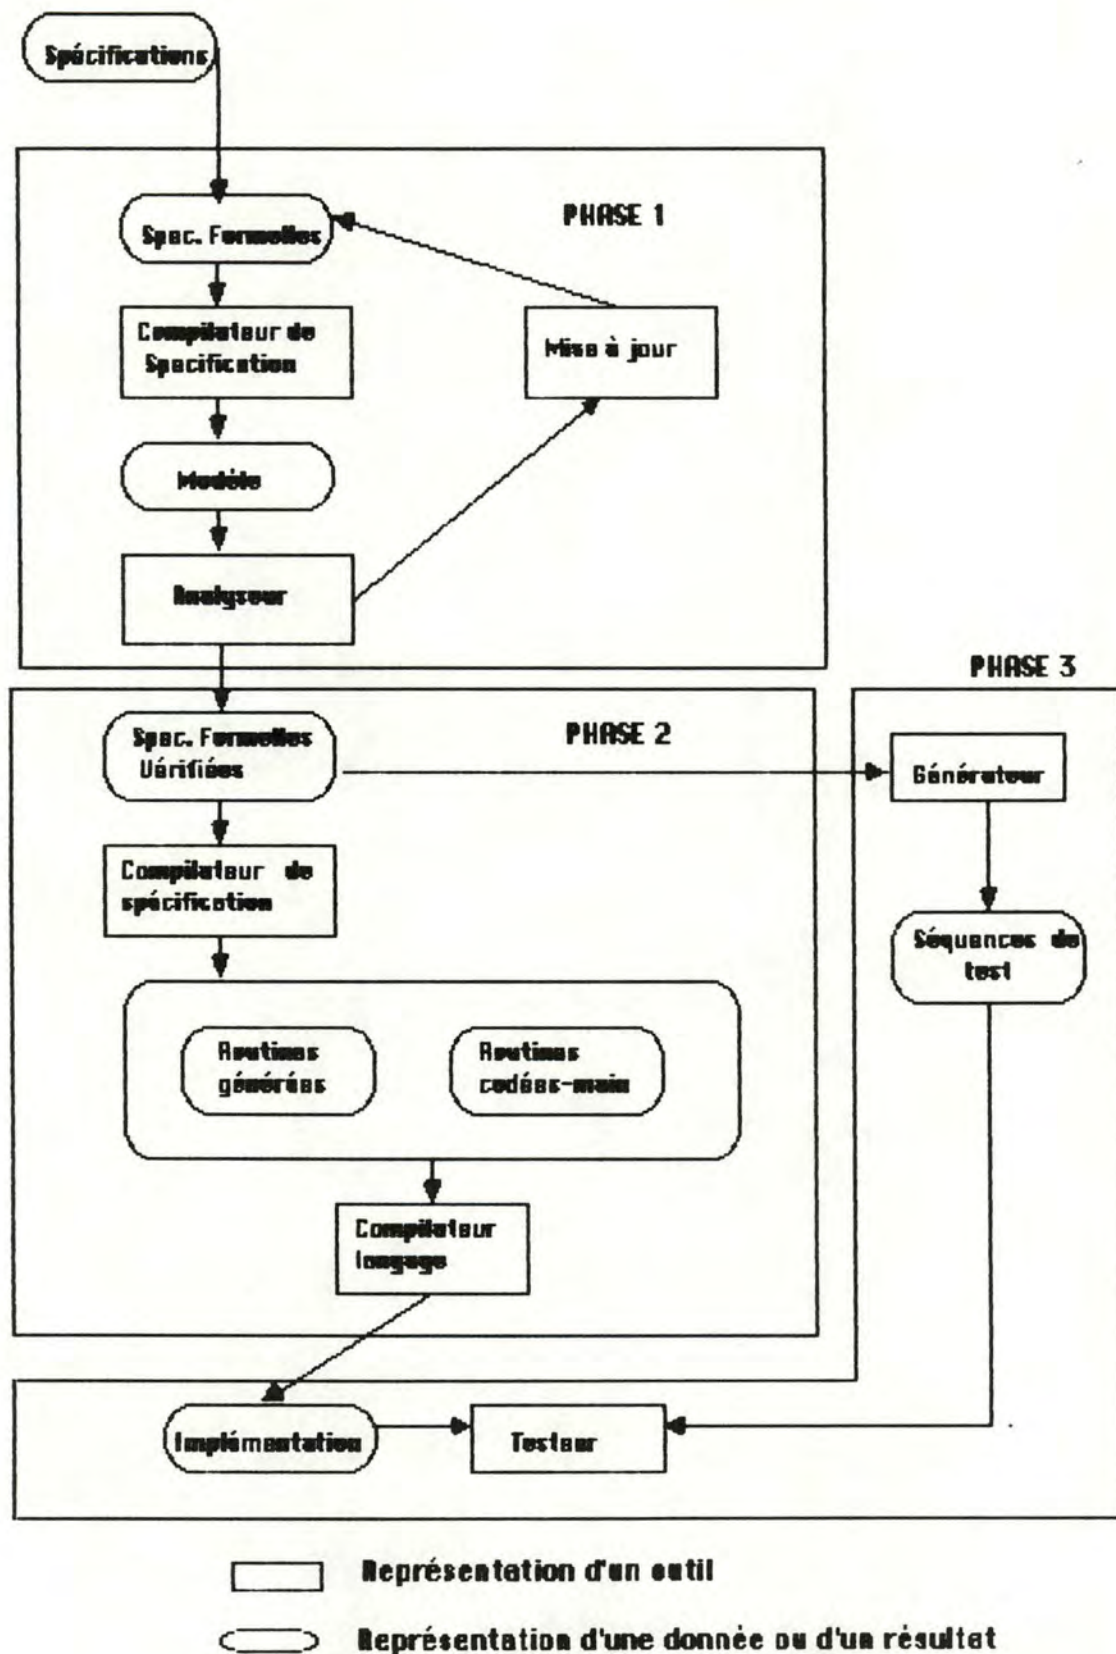 Spécifications
PHASE 1
Spec. Formelles
Compilateur de
Specification
Mise à jour
Modèle
Analyseur
PHASE 3
Spec. Formelles
Vérifiées
PHASE 2
Générateur
Compilateur de
spécification
Séquences de
test
Routines
générées
Routines
codées-main
Compilateur
langage
Implémentation
Testeur
Représentation d'un outil
Représentation d'une donnée ou d'un résultat